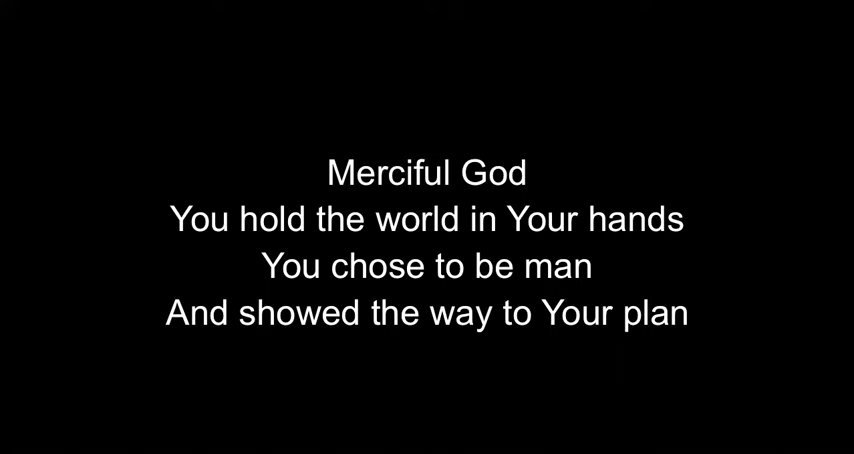 Merciful God
You hold the world in Your hands
You chose to be man
And showed the way to Your plan